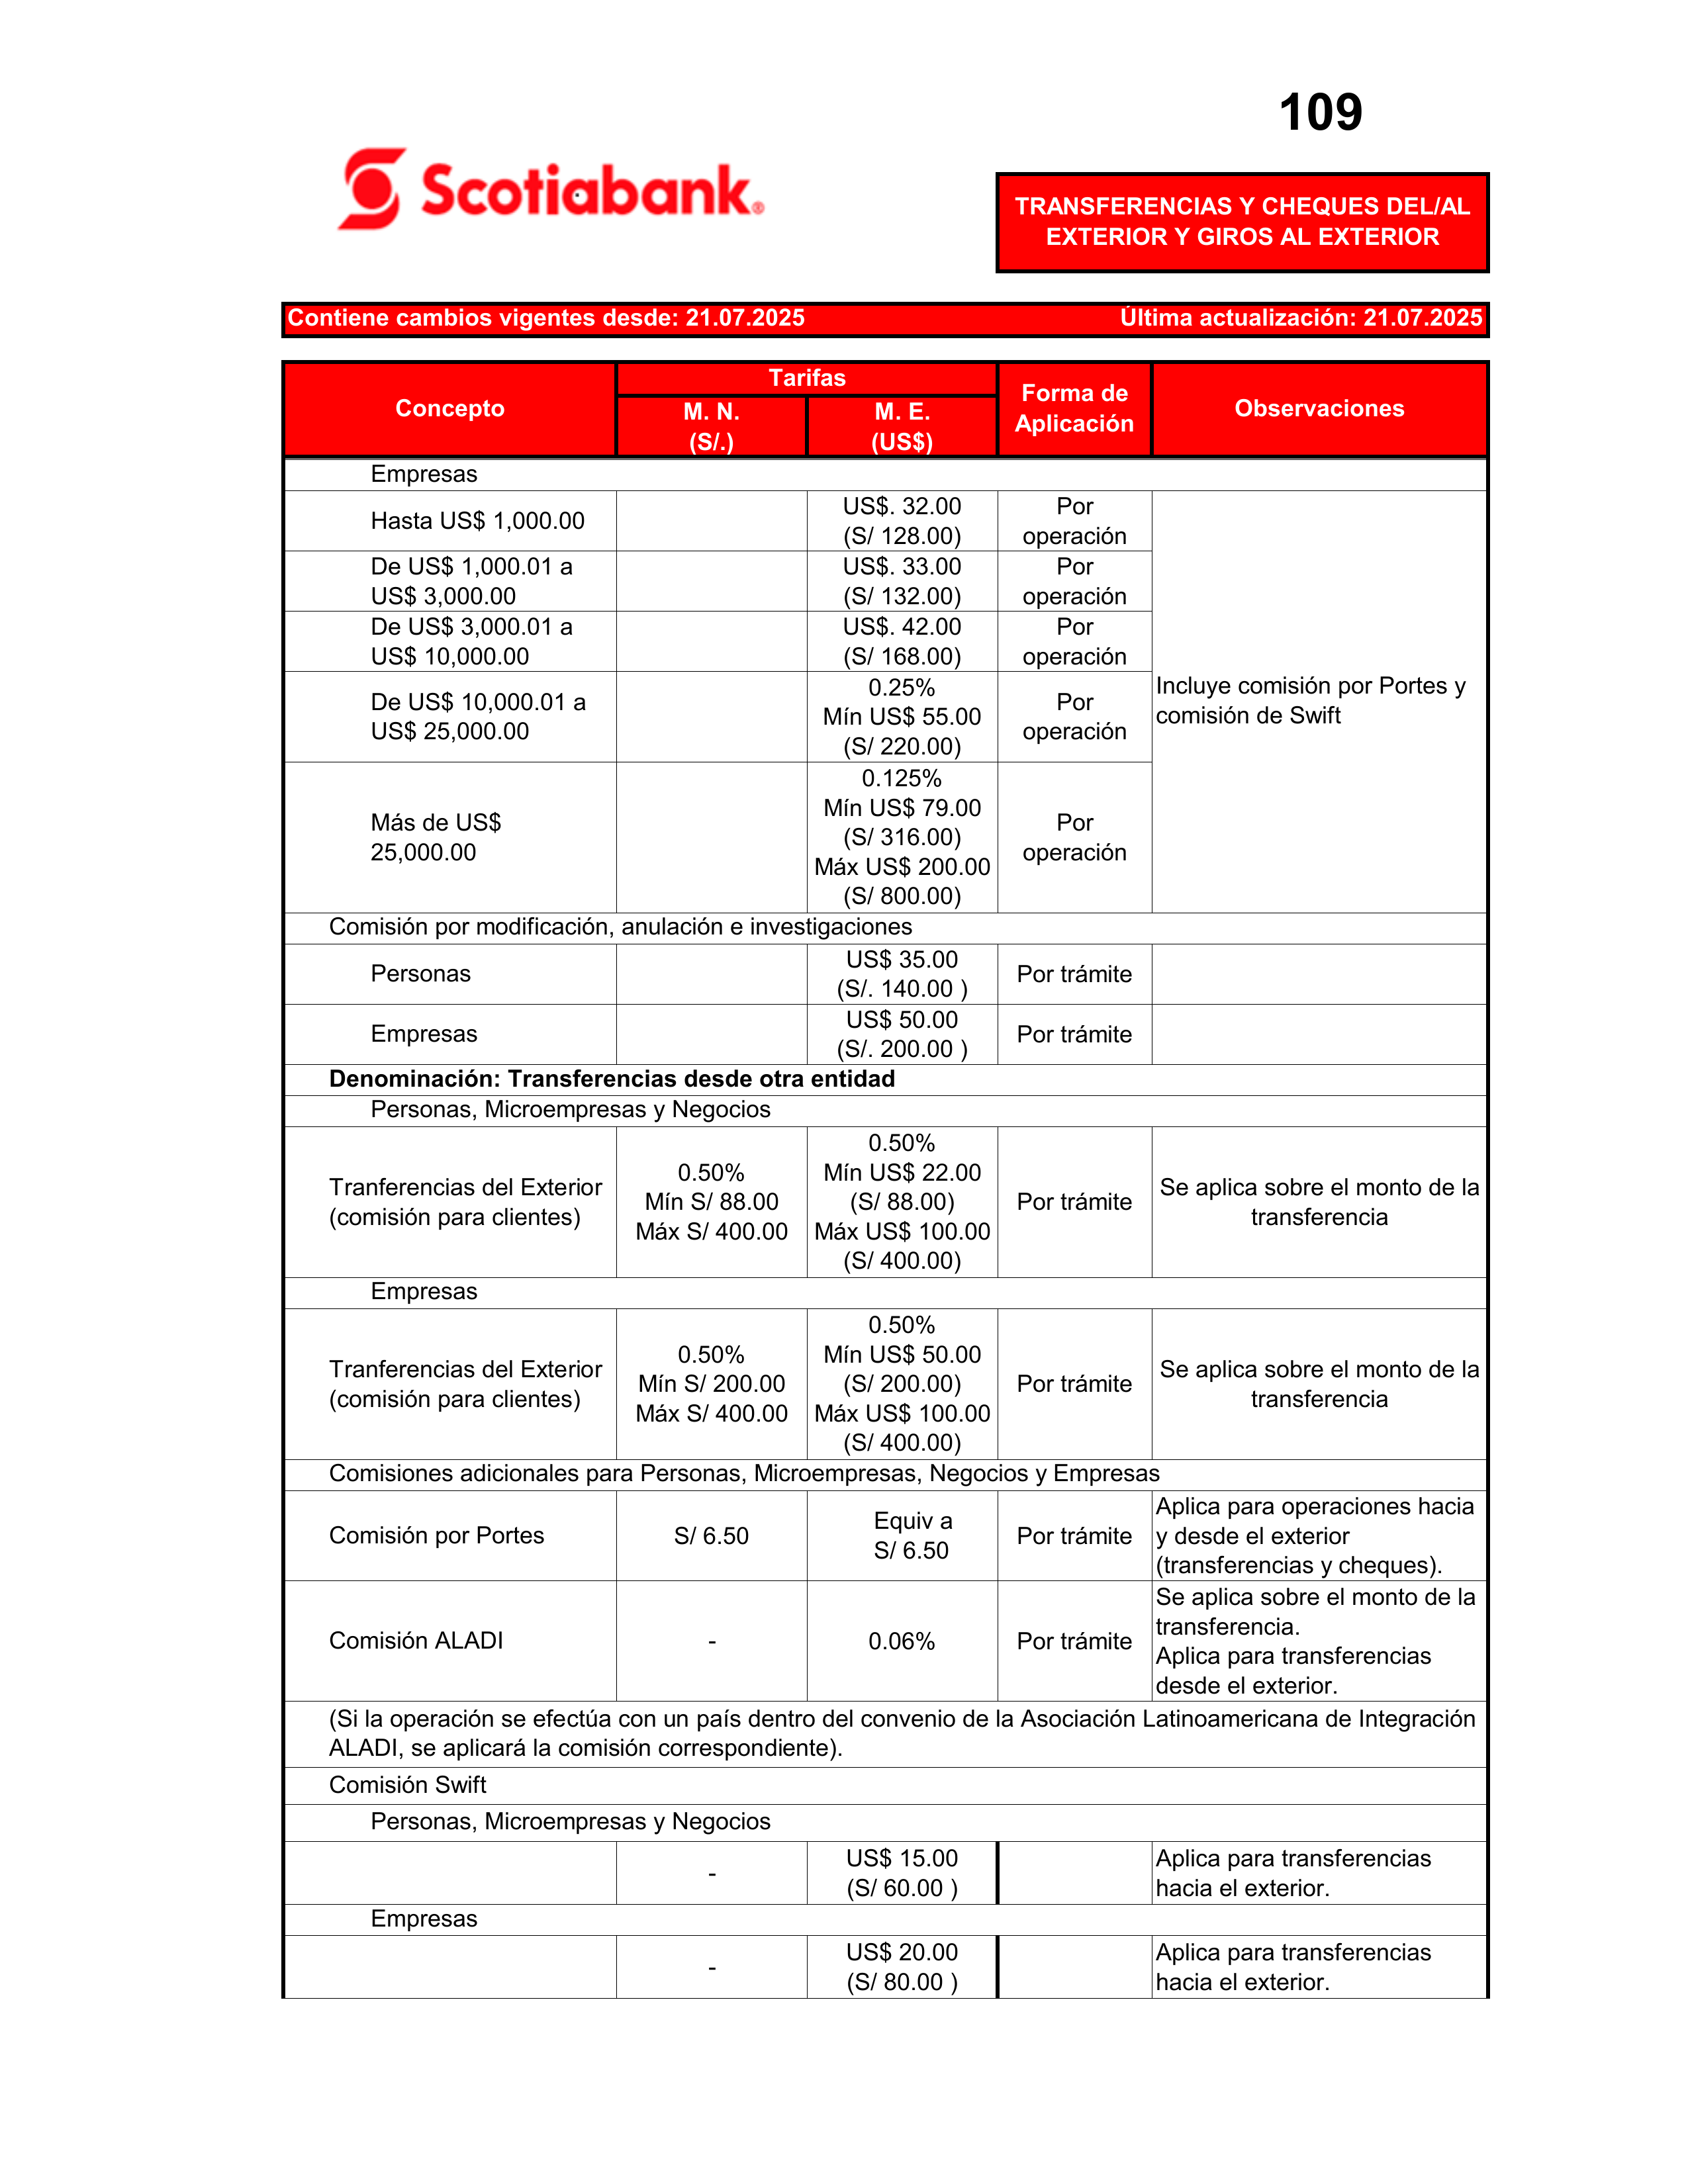 109
Scotiabank®
TRANSFERENCIAS Y CHEQUES DEL/AL
EXTERIOR Y GIROS AL EXTERIOR
Contiene cambios vigentes desde: 21.07.2025 Última actualización: 21.07.2025
Concepto
Tarifas
M. N.
(S/.)
M. E.
(US$)
Forma de
Aplicación
Observaciones
Empresas
Hasta US$ 1,000.00
US$. 32.00
(S/ 128.00)
Por
operación
De US$ 1,000.01 a
US$ 3,000.00
US$. 33.00
(S/ 132.00)
Por
operación
De US$ 3,000.01 a
US$ 10,000.00
US$. 42.00
(S/ 168.00)
Por
operación
De US$ 10,000.01 a
US$ 25,000.00
0.25%
Mín US$ 55.00
(S/ 220.00)
Por
operación
Más de US$
25,000.00
0.125%
Mín US$ 79.00
(S/ 316.00)
Máx US$ 200.00
(S/ 800.00)
Por
operación
Incluye comisión por Portes y
comisión de Swift
Comisión por modificación, anulación e investigaciones
Personas
US$ 35.00
(S/. 140.00 )
Por trámite
Empresas
US$ 50.00
(S/. 200.00 )
Por trámite
Denominación: Transferencias desde otra entidad
Personas, Microempresas y Negocios
Tranferencias del Exterior
(comisión para clientes)
0.50%
Mín S/ 88.00
Máx S/ 400.00
0.50%
Mín US$ 22.00
(S/ 88.00)
Máx US$ 100.00
(S/ 400.00)
Por trámite
Se aplica sobre el monto de la
transferencia
Empresas
Tranferencias del Exterior
(comisión para clientes)
0.50%
Mín S/ 200.00
Máx S/ 400.00
0.50%
Mín US$ 50.00
(S/ 200.00)
Máx US$ 100.00
(S/ 400.00)
Por trámite
Se aplica sobre el monto de la
transferencia
Comisiones adicionales para Personas, Microempresas, Negocios y Empresas
Comisión por Portes
S/ 6.50
Equiv a
S/ 6.50
Por trámite
Aplica para operaciones hacia
y desde el exterior
(transferencias y cheques).
Comisión ALADI
-
0.06%
Por trámite
Se aplica sobre el monto de la
transferencia.
Aplica para transferencias
desde el exterior.
(Si la operación se efectúa con un país dentro del convenio de la Asociación Latinoamericana de Integración
ALADI, se aplicará la comisión correspondiente).
Comisión Swift
Personas, Microempresas y Negocios
-
US$ 15.00
(S/ 60.00 )
Aplica para transferencias
hacia el exterior.
Empresas
-
US$ 20.00
(S/ 80.00 )
Aplica para transferencias
hacia el exterior.